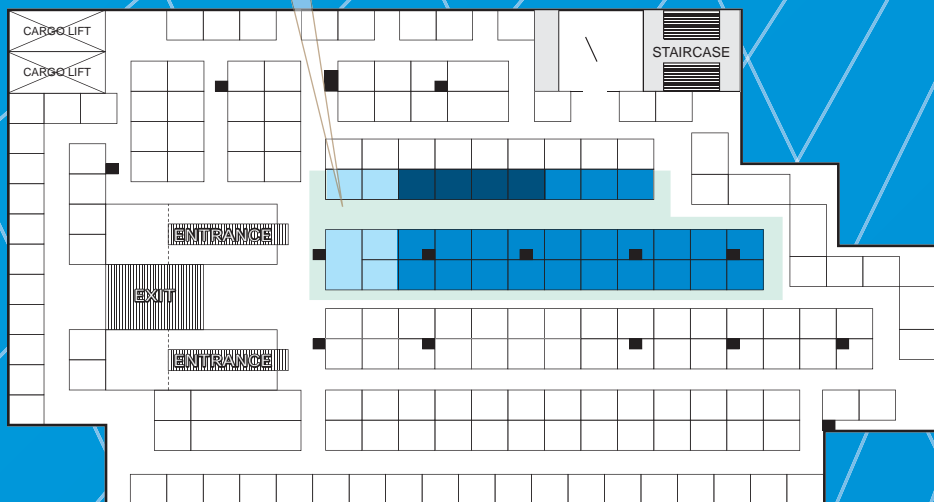 CARGO LIFT
STAIRCASE
CARGO LIFT
ENTRANCE
EXIT
ENTRANCE